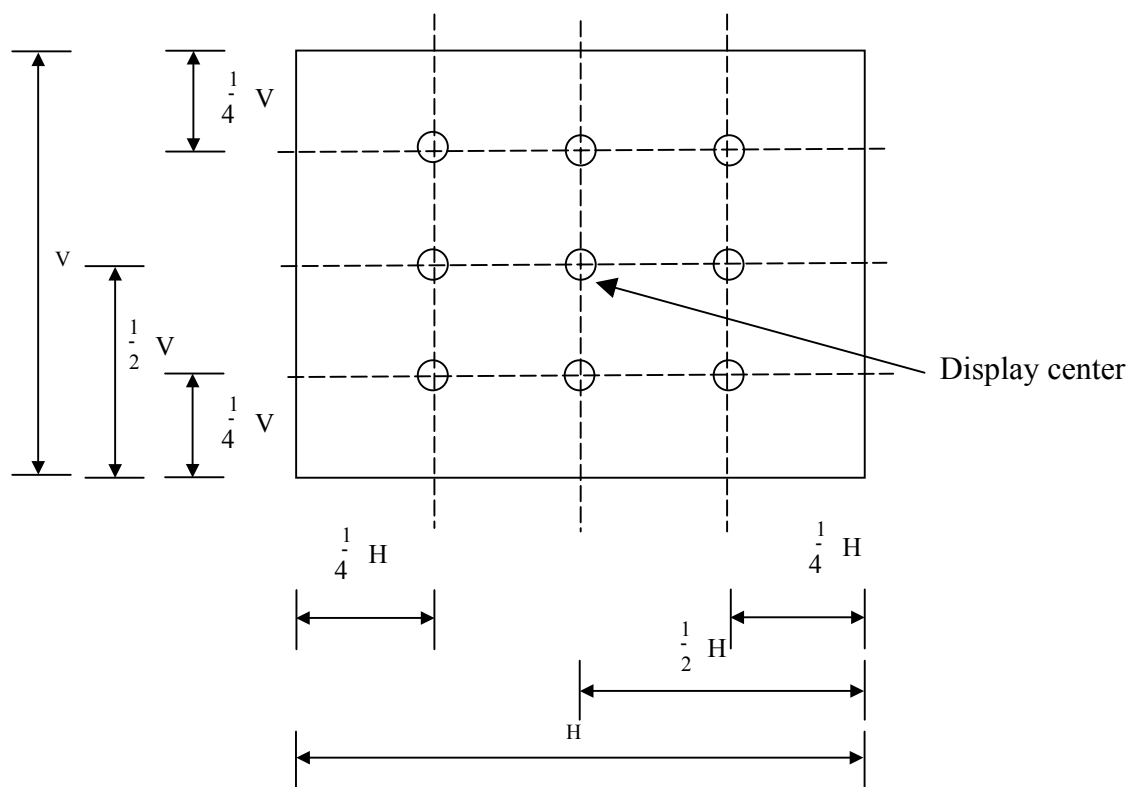 1/4 V
V
1/2 V
Display center
1/4 V
1/4 H
1/4 H
1/2 H
H